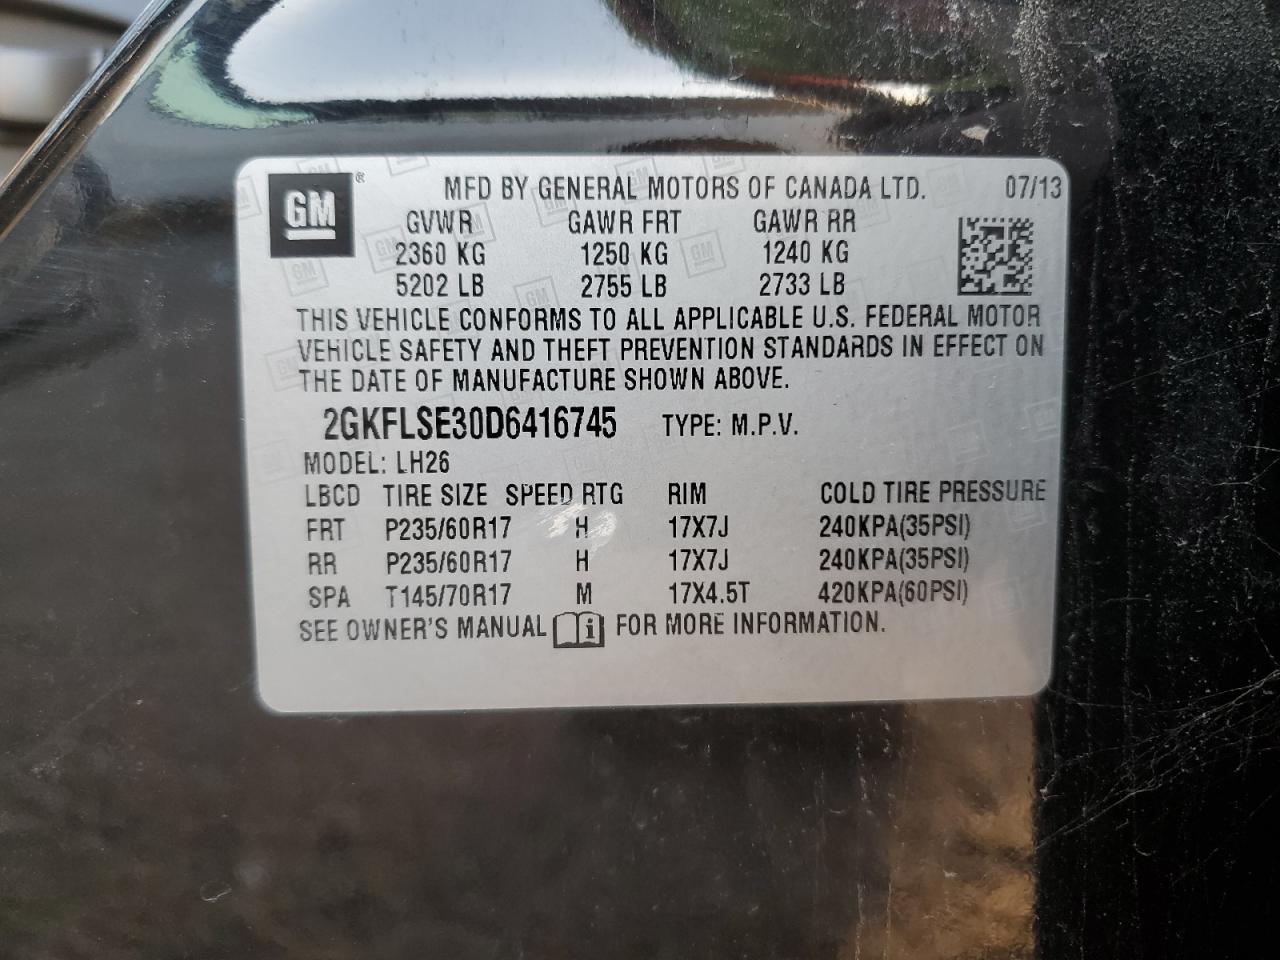 GM ® MFD BY GENERAL MOTORS OF CANADA LTD. 07/13
GVWR GAWR FRT GAWR RR
2360 KG 1250 KG 1240 KG
5202 LB 2755 LB 2733 LB
THIS VEHICLE CONFORMS TO ALL APPLICABLE U.S. FEDERAL MOTOR
VEHICLE SAFETY AND THEFT PREVENTION STANDARDS IN EFFECT ON
THE DATE OF MANUFACTURE SHOWN ABOVE.
2GKFLSE30D6416745 TYPE: M.P.V.
MODEL: LH26
LBCD TIRE SIZE SPEED RTG RIM COLD TIRE PRESSURE
FRT P235/60R17 H 17X7J 240KPA(35PSI)
RR P235/60R17 H 17X7J 240KPA(35PSI)
SPA T145/70R17 M 17X4.5T 420KPA(60PSI)
SEE OWNER'S MANUAL i FOR MORE INFORMATION.